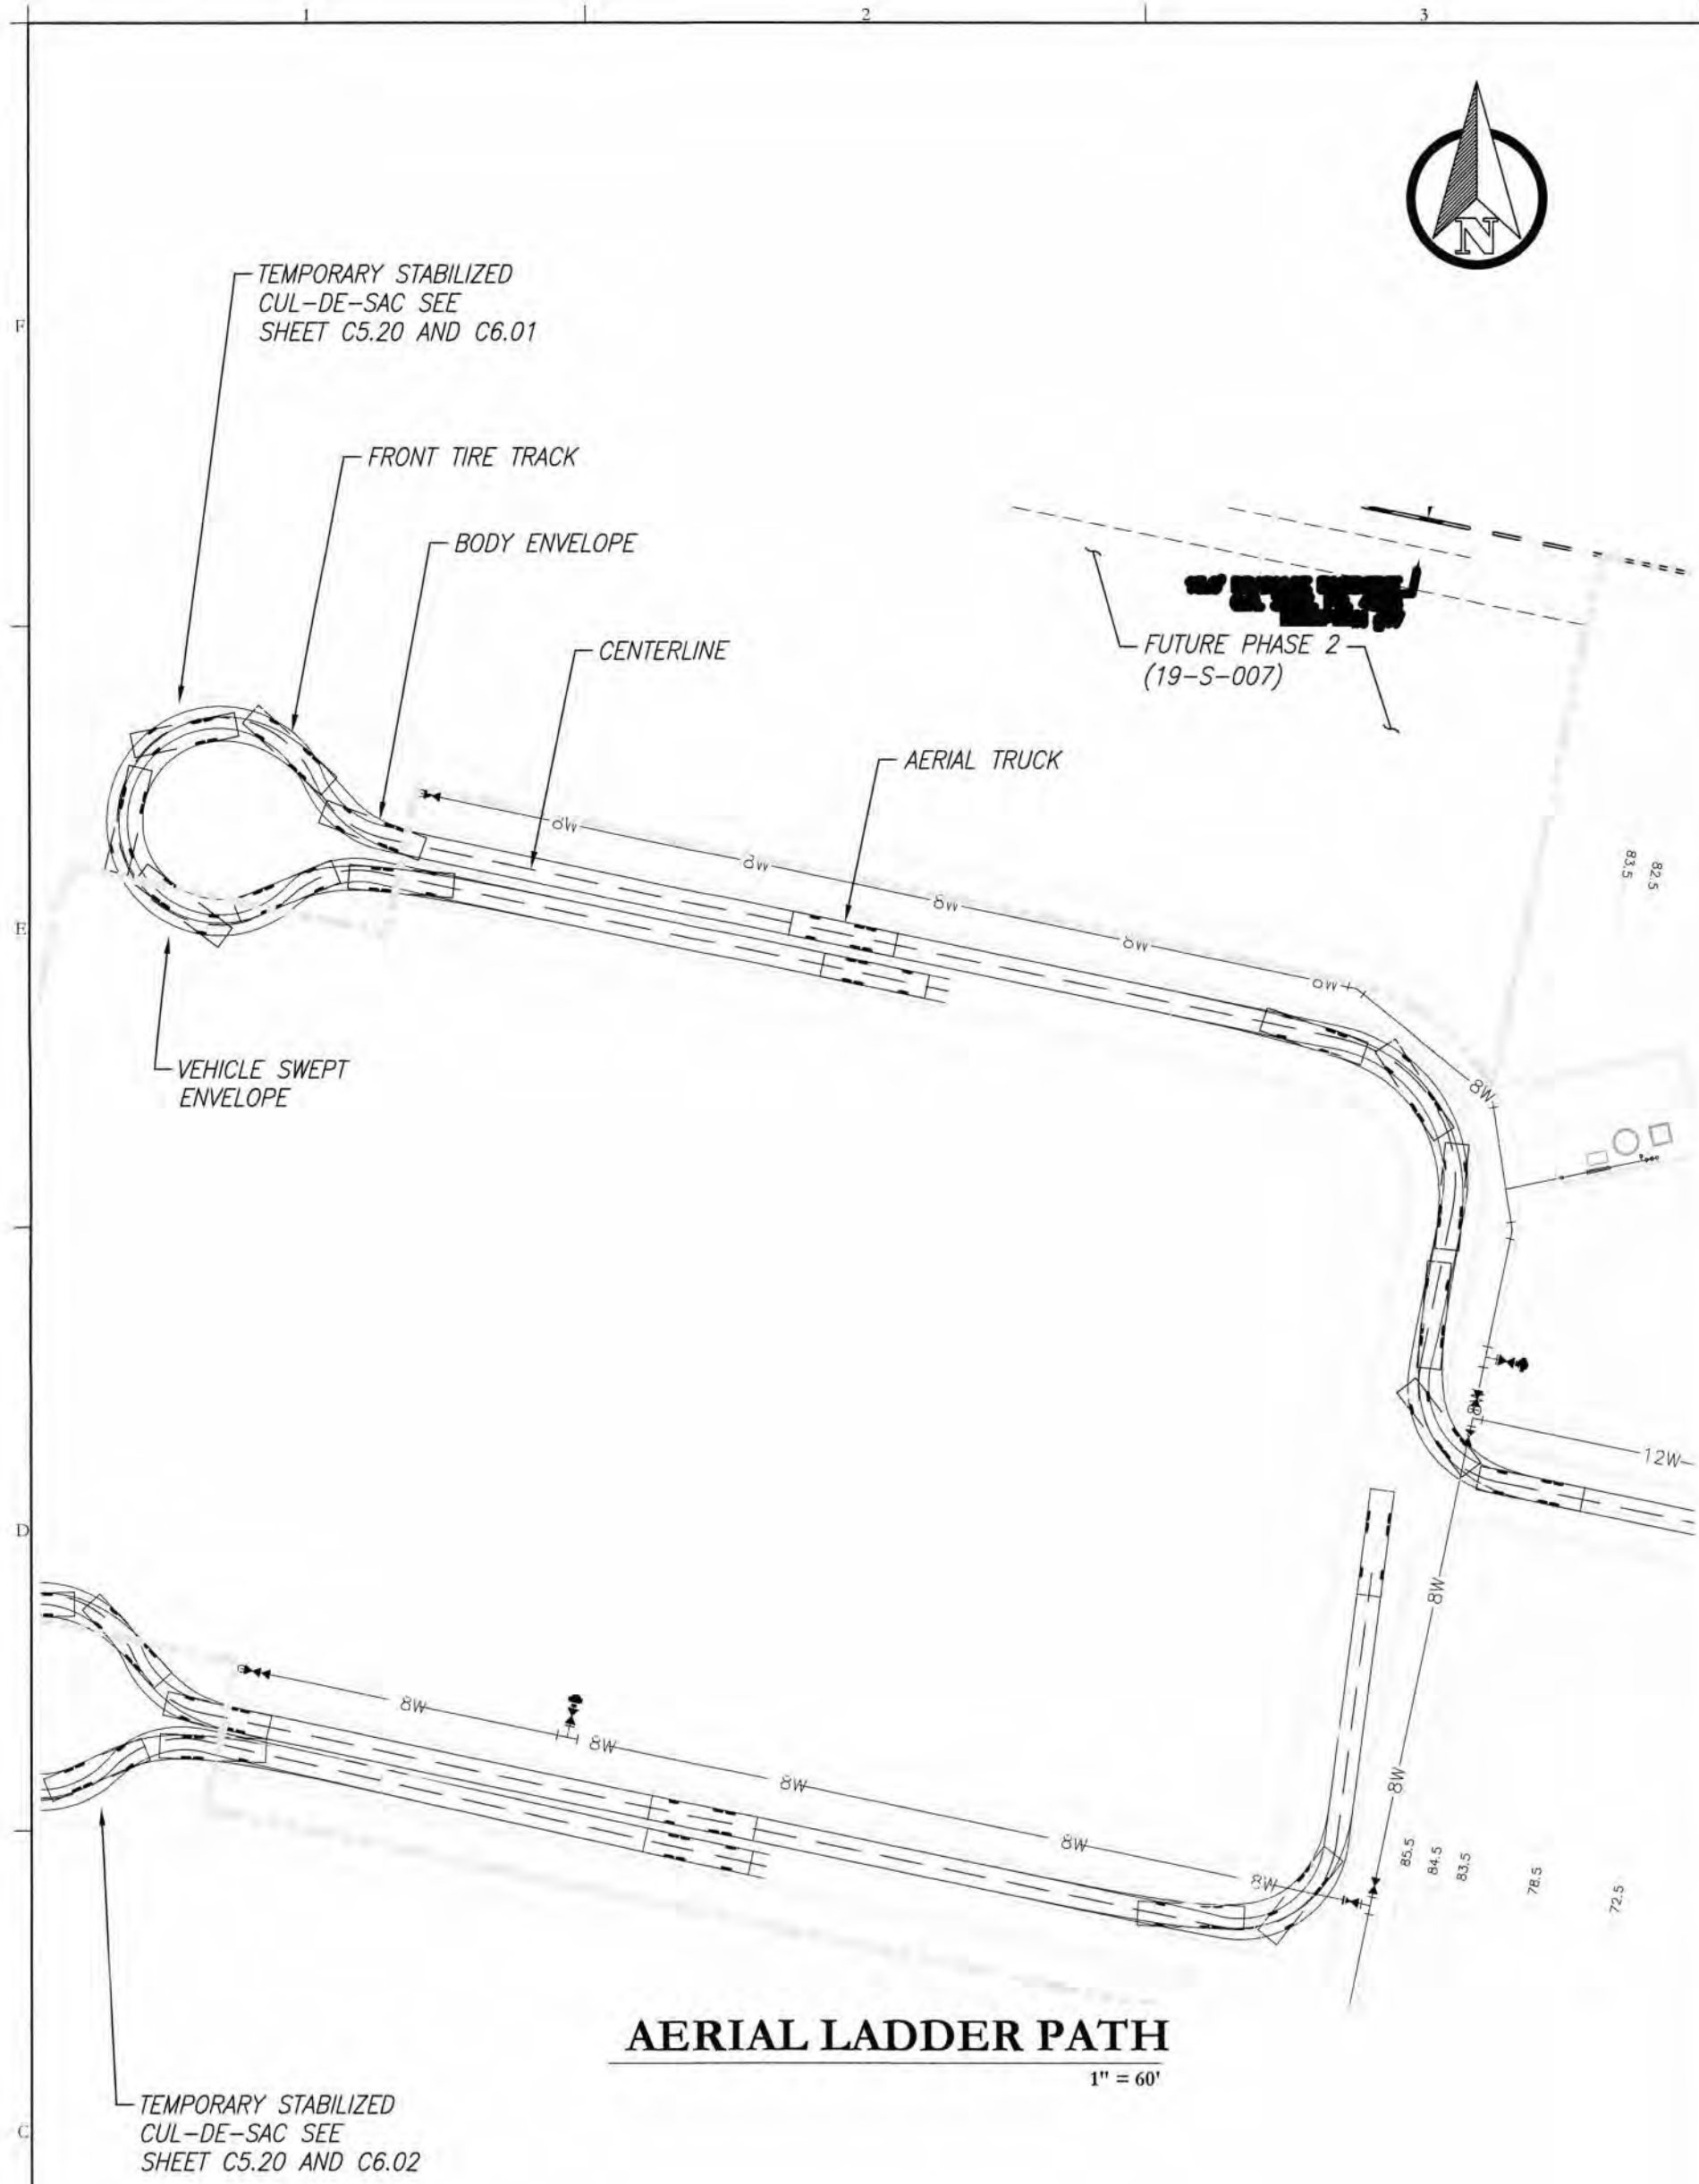 1
2
3
N
F
TEMPORARY STABILIZED
CUL-DE-SAC SEE
SHEET C5.20 AND C6.01
FRONT TIRE TRACK
BODY ENVELOPE
CENTERLINE
FUTURE PHASE 2
(19-S-007)
AERIAL TRUCK
8W
8W
8W
8W
8W
83.5
82.5
E
VEHICLE SWEPT
ENVELOPE
8W
8W
12W
D
8W
8W
8W
8W
8W
8W
8W
85.5
84.5
83.5
78.5
72.5
AERIAL LADDER PATH
1" = 60'
TEMPORARY STABILIZED
CUL-DE-SAC SEE
SHEET C5.20 AND C6.02
C